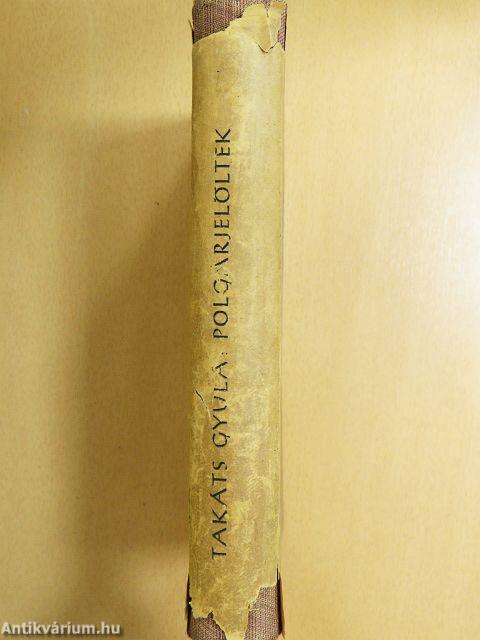 TAKÁTS GYULA: POLGÁRJELÖLTEK
Antikvárium.hu